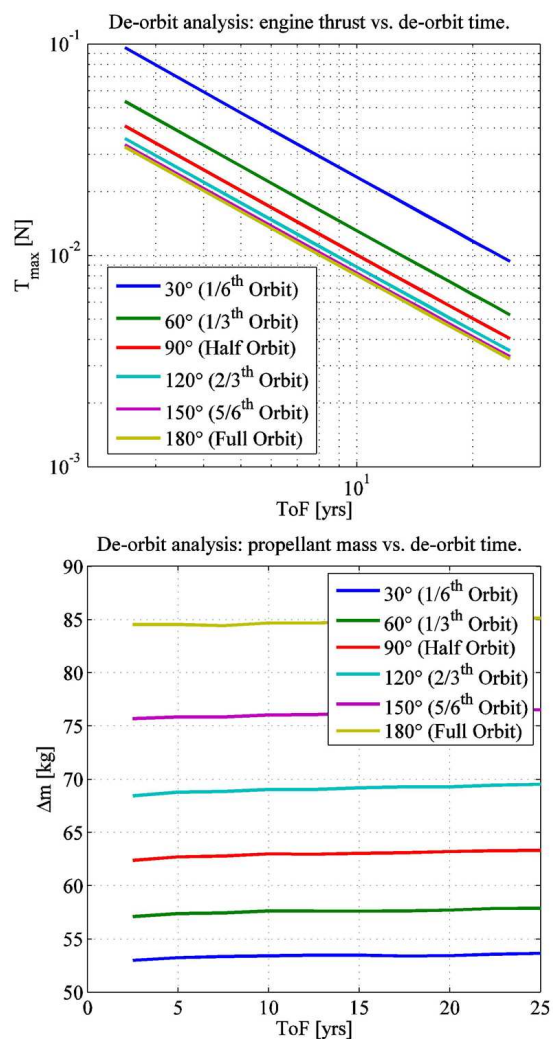 De-orbit analysis: engine thrust vs. de-orbit time.
10^-1
10^-2
10^-3
T_max [N]
30° (1/6^th Orbit)
60° (1/3^th Orbit)
90° (Half Orbit)
120° (2/3^th Orbit)
150° (5/6^th Orbit)
180° (Full Orbit)
10^1
ToF [yrs]
De-orbit analysis: propellant mass vs. de-orbit time.
90
85
80
75
70
65
60
55
50
Δm [kg]
30° (1/6^th Orbit)
60° (1/3^th Orbit)
90° (Half Orbit)
120° (2/3^th Orbit)
150° (5/6^th Orbit)
180° (Full Orbit)
0 5 10 15 20 25
ToF [yrs]